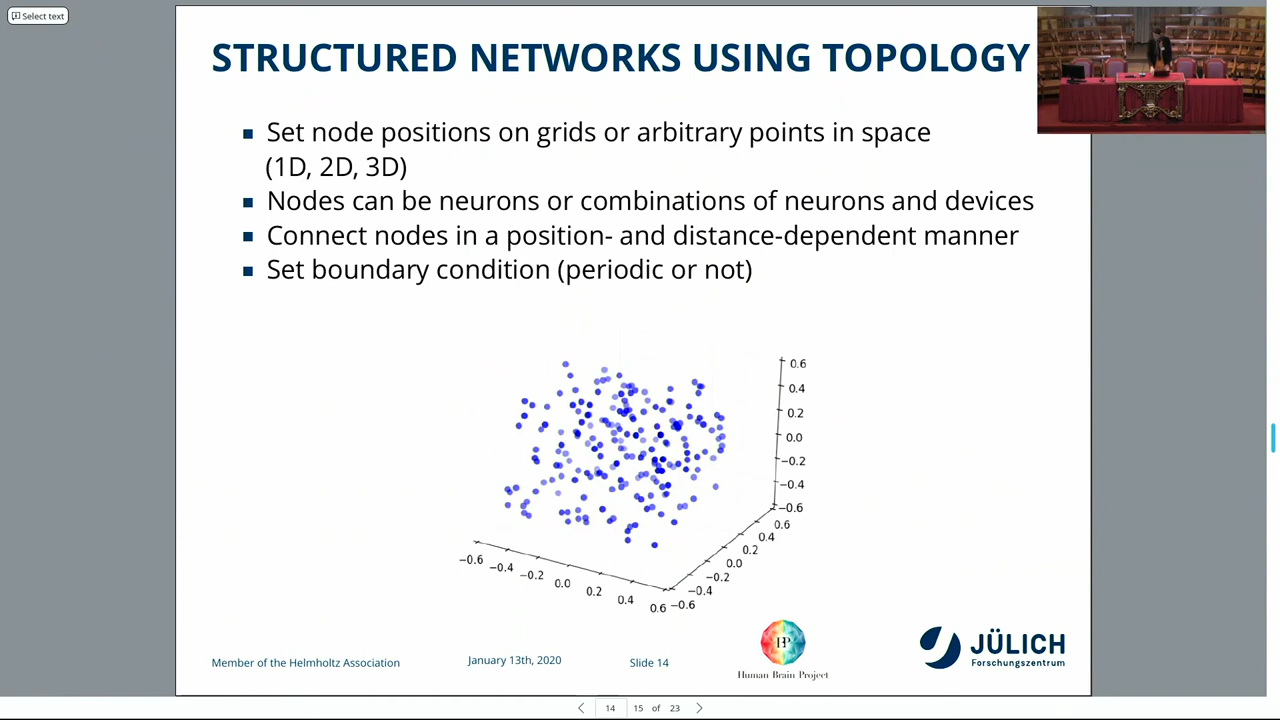 Select text
STRUCTURED NETWORKS USING TOPOLOGY
Set node positions on grids or arbitrary points in space
(1D, 2D, 3D)
Nodes can be neurons or combinations of neurons and devices
Connect nodes in a position- and distance-dependent manner
Set boundary condition (periodic or not)
0.6
0.4
0.2
0.0
−0.2
−0.4
−0.6
0.6
0.4
0.2
0.0
−0.2
−0.4
−0.6
−0.6
−0.4
−0.2
0.0
0.2
0.4
0.6
Member of the Helmholtz Association
January 13th, 2020
Slide 14
HBP
Human Brain Project
JÜLICH
Forschungszentrum
14 15 of 23